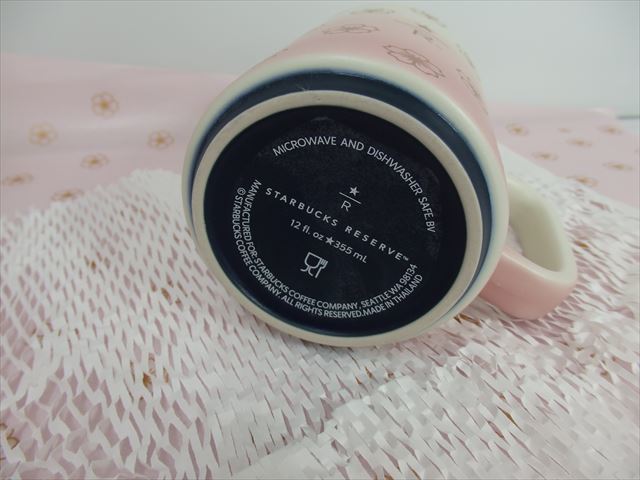 MICROWAVE AND DISHWASHER SAFE. BV
R
STARBUCKS RESERVE™
12 fl. oz★355 mL
MANUFACTURED FOR: STARBUCKS COFFEE COMPANY, SEATTLE WA 98134
©STARBUCKS COFFEE COMPANY. ALL RIGHTS RESERVED. MADE IN THAILAND